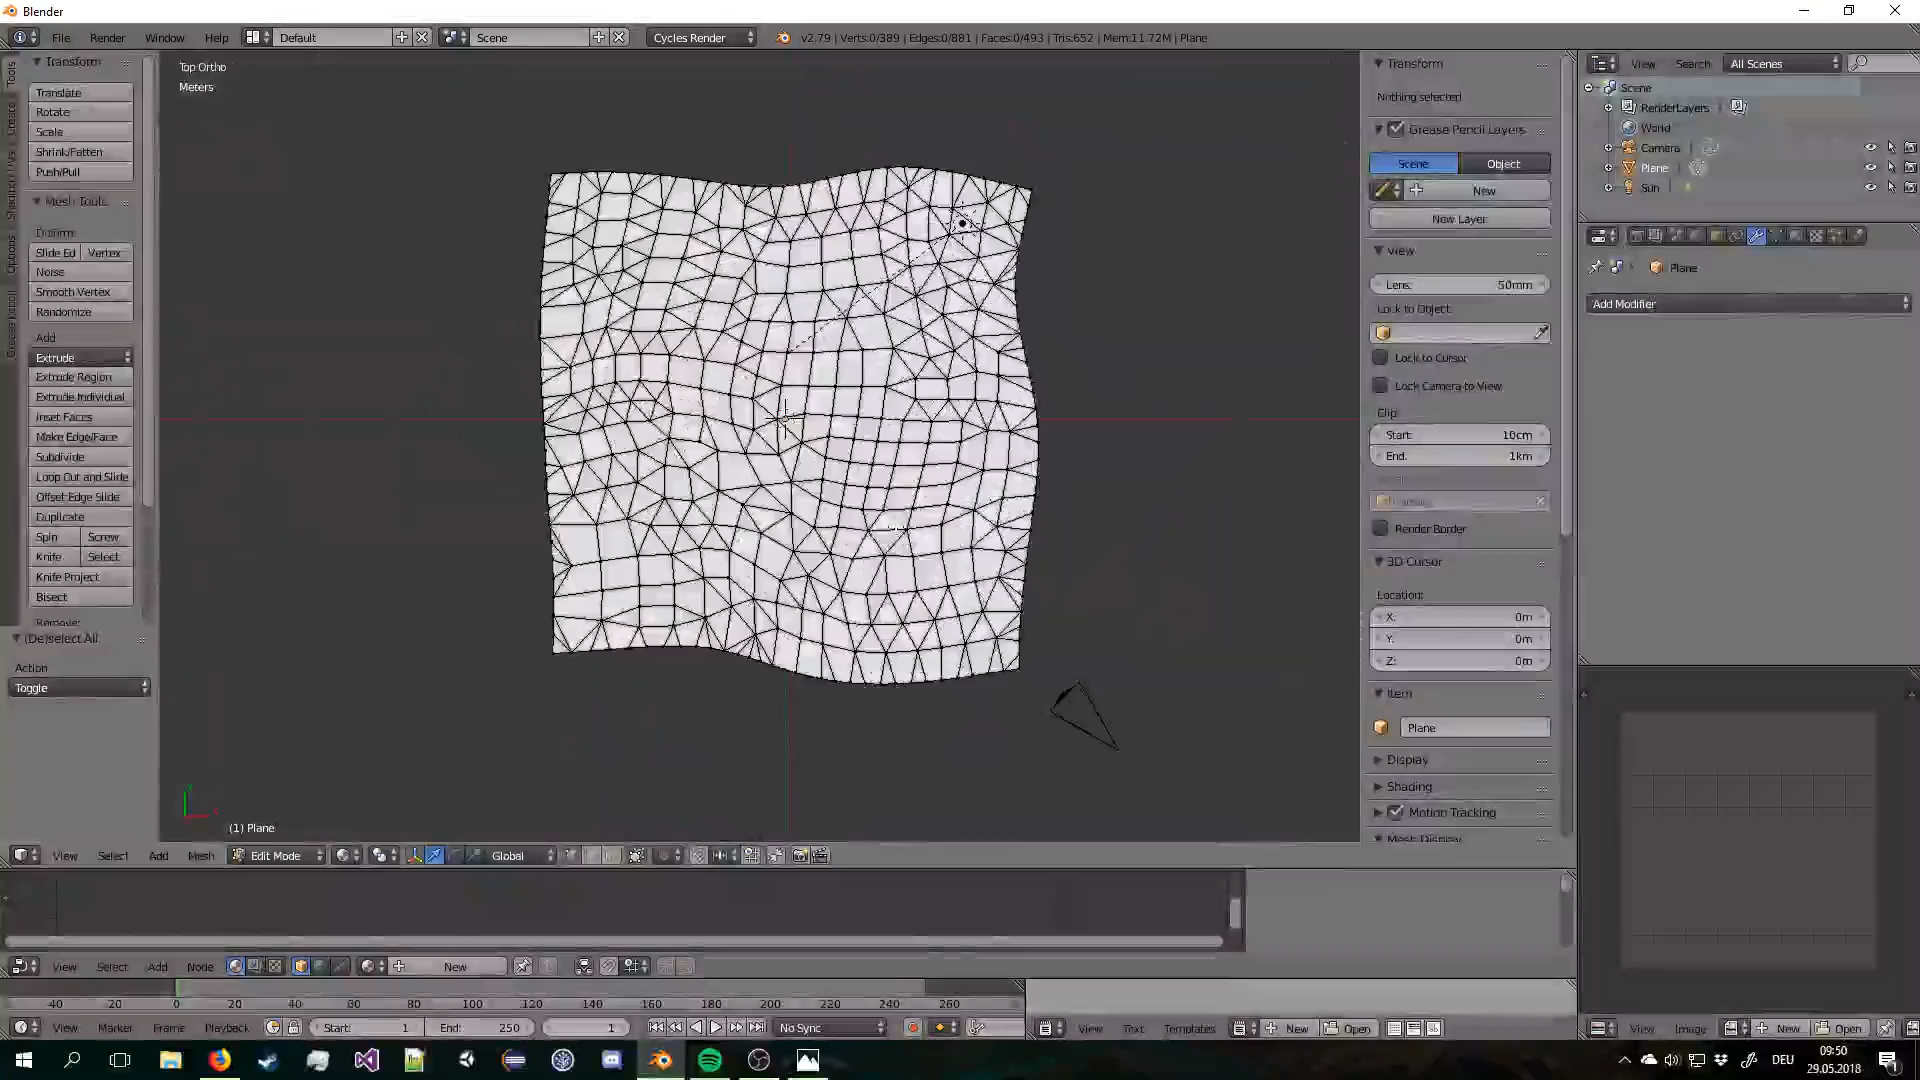 Blender
File Render Window Help Default Scene Cycles Render v2.79 | Verts:0/389 | Edges:0/881 | Faces:0/493 | Tris:652 | Mem:11.72M | Plane
Tools
Create
Options
Transform
Translate
Rotate
Scale
Shrink/Fatten
Push/Pull
Mesh Tools
Deform:
Slide Ed Vertex
Noise
Smooth Vertex
Randomize
Add
Extrude
Extrude Region
Extrude Individual
Inset Faces
Make Edge/Face
Subdivide
Loop Cut and Slide
Offset Edge Slide
Duplicate
Spin Screw
Knife Select
Knife Project
Bisect
Remove:
(De)select All
Action
Toggle
Top Ortho
Meters
(1) Plane
Transform
Nothing selected
Grease Pencil Layers
Scene Object
New
New Layer
View
Lens: 50mm
Lock to Object:
Lock to Cursor
Lock Camera to View
Clip:
Start: 10cm
End: 1km
Render Border
3D Cursor
Location:
X: 0m
Y: 0m
Z: 0m
Item
Plane
Display
Shading
Motion Tracking
Mesh Display
View Search All Scenes
Scene
RenderLayers
World
Camera
Plane
Sun
Plane
Add Modifier
View Select Add Mesh Edit Mode Global
View Select Add Node New
-40 -20 0 20 40 60 80 100 120 140 160 180 200 220 240 260
View Marker Frame Playback Start: 1 End: 250 1 No Sync
View Text Templates New Open
View Image New Open
DEU
09:50
29.05.2018